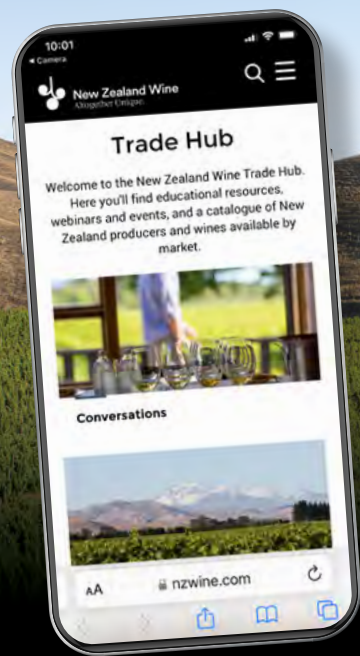 10:01
Camera
New Zealand Wine
Altogether Unique.
Trade Hub
Welcome to the New Zealand Wine Trade Hub.
Here you'll find educational resources,
webinars and events, and a catalogue of New
Zealand producers and wines available by
market.
Conversations
AA nzwine.com